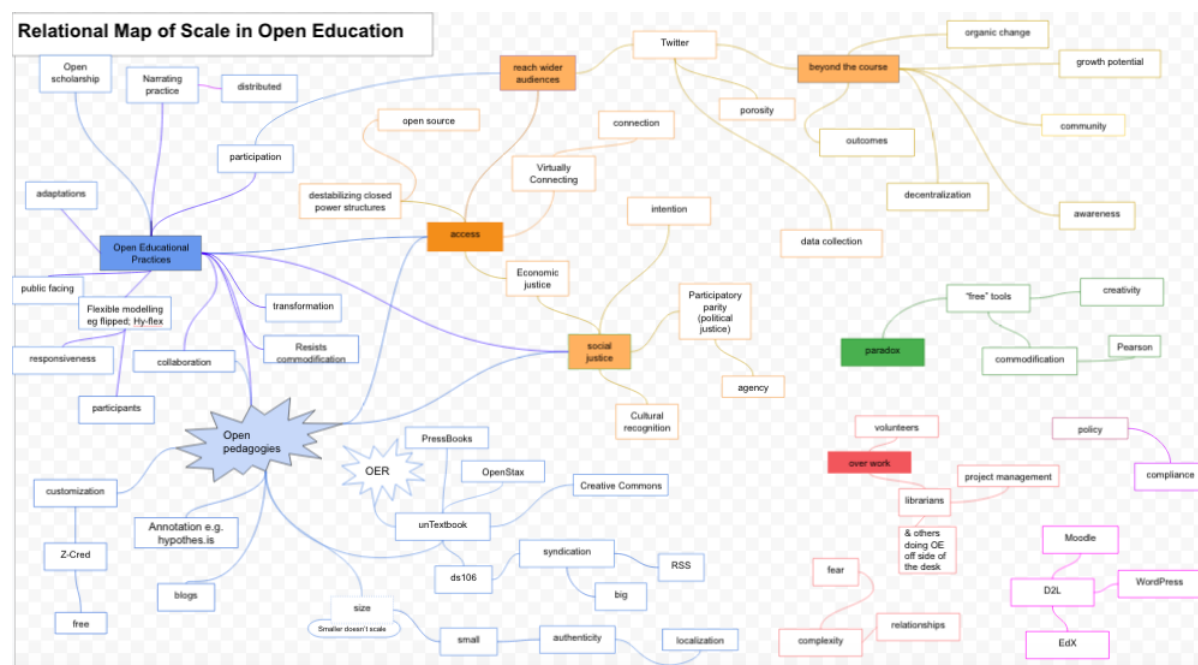 Relational Map of Scale in Open Education
Open
scholarship
Narrating
practice
distributed
reach wider
audiences
Twitter
beyond the course
organic change
growth potential
porosity
community
outcomes
open source
connection
participation
Virtually
Connecting
destabilizing closed
power structures
adaptations
intention
decentralization
awareness
access
data collection
Open Educational
Practices
Economic
justice
public facing
Flexible modelling
eg flipped; Hy-flex
transformation
Participatory
parity
(political
justice)
"free" tools
creativity
responsiveness
collaboration
Resists
commodification
social
justice
paradox
commodification
Pearson
agency
participants
Cultural
recognition
Open
pedagogies
PressBooks
OER
OpenStax
Creative Commons
volunteers
over work
policy
compliance
project management
librarians
customization
Annotation e.g.
hypothes.is
unTextbook
& others
doing OE
off side of
the desk
Z-Cred
syndication
RSS
ds106
big
blogs
free
size
Smaller doesn't scale
small
authenticity
localization
fear
complexity
relationships
Moodle
D2L
WordPress
EdX